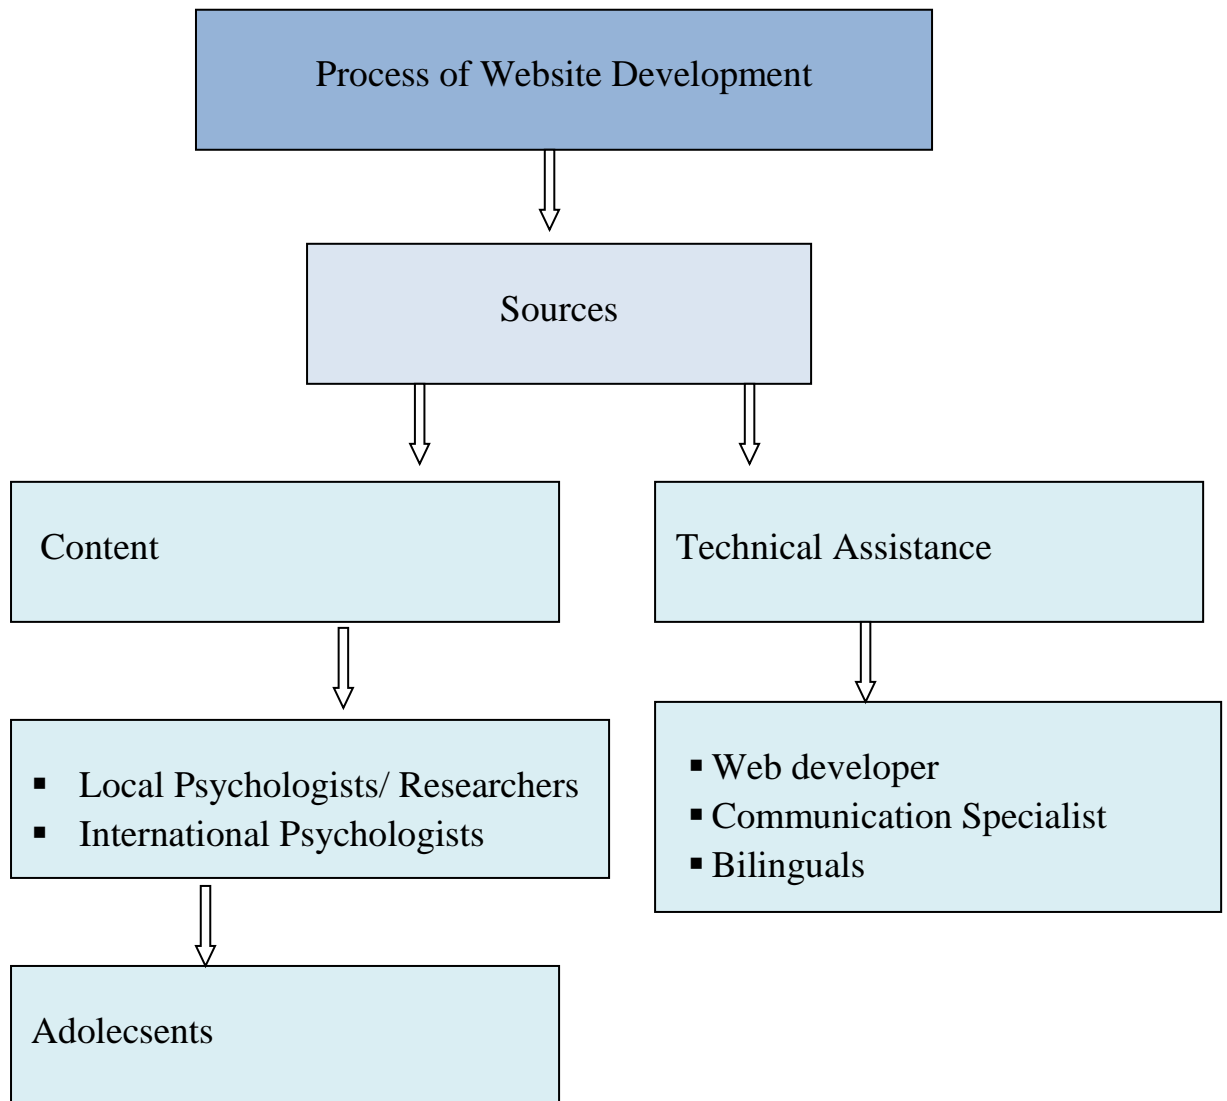 Process of Website Development
Sources
Content
Technical Assistance
▪ Local Psychologists/ Researchers
▪ International Psychologists
▪ Web developer
▪ Communication Specialist
▪ Bilinguals
Adolecsents